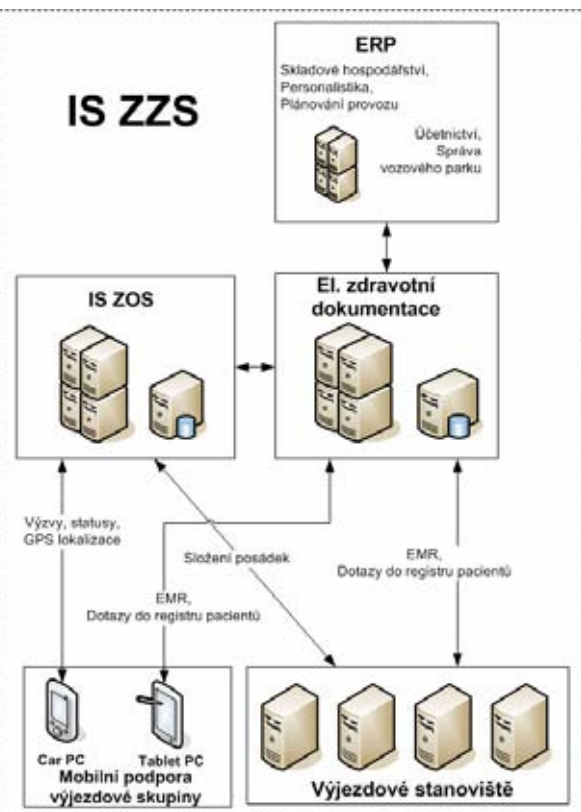 IS ZZS
ERP
Skladové hospodářství,
Personalistika,
Plánování provozu
Účetnictví,
Správa
vozového parku
IS ZOS
El. zdravotní
dokumentace
Výzvy, statusy,
GPS lokalizace
Složení posádek
EMR,
Dotazy do registru pacientů
EMR,
Dotazy do registru pacientů
Car PC
Tablet PC
Mobilní podpora
výjezdové skupiny
Výjezdové stanoviště